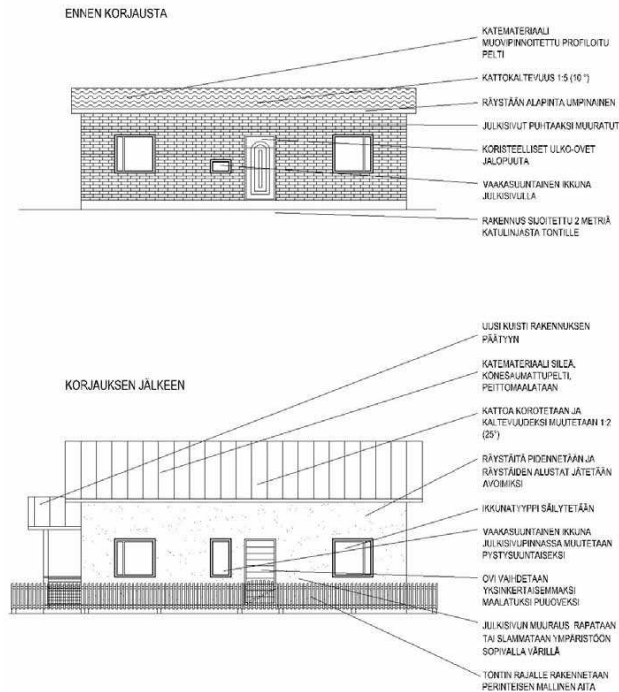 ENNEN KORJAUSTA
KATEMATERIAALI
MUOVIPINNOITETTU PROFILOITU
PELTI
KATTOKALTEVUUS 1:5 (10 °)
RÄYSTÄÄN ALAPINTA UMPINAINEN
JULKISIVUT PUHTAAKSI MUURATUT
KORISTEELLISET ULKO-OVET
JALOPUUTA
VAAKASUUNTAINEN IKKUNA
JULKISIVULLA
RAKENNUS SIJOITETTU 2 METRIÄ
KATULINJASTA TONTILLE
KORJAUKSEN JÄLKEEN
UUSI KUISTI RAKENNUKSEN
PÄÄTYYN
KATEMATERIAALI SILEÄ,
KONESAUMATTUPELTI,
PEITTOMAALATAAN
KATTOA KOROTETAAN JA
KALTEVUUDEKSI MUUTETAAN 1:2
(25°)
RÄYSTÄITÄ PIDENNETÄÄN JA
RÄYSTÄIDEN ALUSTAT JÄTETÄÄN
AVOIMIKSI
IKKUNATYYPPI SÄILYTETÄÄN
VAAKASUUNTAINEN IKKUNA
JULKISIVUPINNASSA MUUTETAAN
PYSTYSUUNTAISEKSI
OVI VAIHDETAAN
YKSINKERTAISEMMAKSI
MAALATUKSI PUUOVEKSI
JULKISIVUN MUURAUS RAPATAAN
TAI SLAMMATAAN YMPÄRISTÖÖN
SOPIVALLA VÄRILLÄ
TONTIN RAJALLE RAKENNETAAN
PERINTEISEN MALLINEN AITA